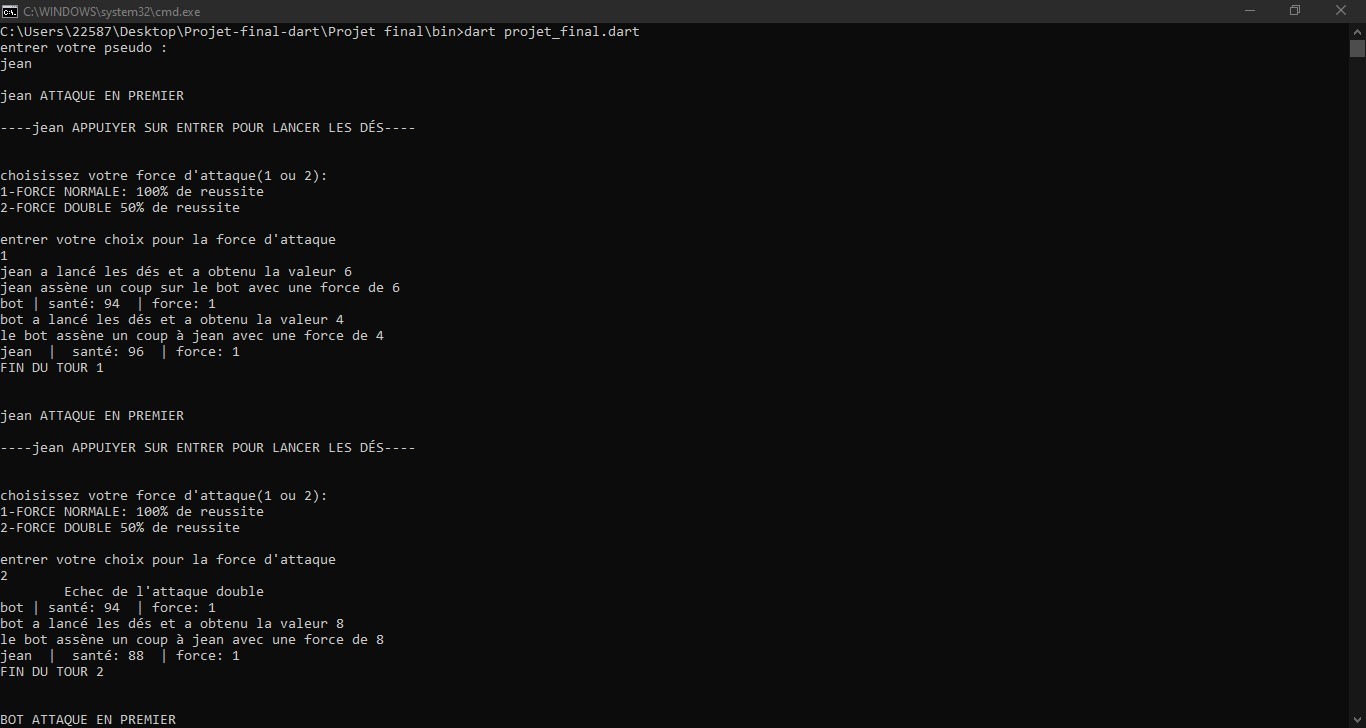 C:\WINDOWS\system32\cmd.exe
C:\Users\22587\Desktop\Projet-final-dart\Projet final\bin>dart projet_final.dart
entrer votre pseudo :
jean
jean ATTAQUE EN PREMIER
----jean APPUIYER SUR ENTRER POUR LANCER LES DÉS----
choisissez votre force d'attaque(1 ou 2):
1-FORCE NORMALE: 100% de reussite
2-FORCE DOUBLE 50% de reussite
entrer votre choix pour la force d'attaque
1
jean a lancé les dés et a obtenu la valeur 6
jean assène un coup sur le bot avec une force de 6
bot | santé: 94  | force: 1
bot a lancé les dés et a obtenu la valeur 4
le bot assène un coup à jean avec une force de 4
jean  |  santé: 96  | force: 1
FIN DU TOUR 1
jean ATTAQUE EN PREMIER
----jean APPUIYER SUR ENTRER POUR LANCER LES DÉS----
choisissez votre force d'attaque(1 ou 2):
1-FORCE NORMALE: 100% de reussite
2-FORCE DOUBLE 50% de reussite
entrer votre choix pour la force d'attaque
2
Echec de l'attaque double
bot | santé: 94  | force: 1
bot a lancé les dés et a obtenu la valeur 8
le bot assène un coup à jean avec une force de 8
jean  |  santé: 88  | force: 1
FIN DU TOUR 2
BOT ATTAQUE EN PREMIER